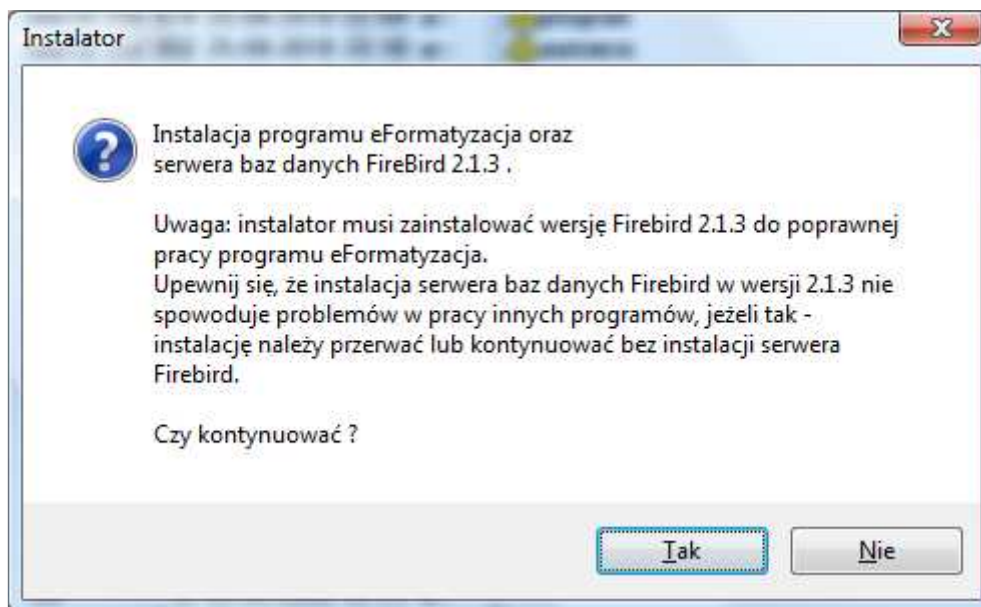 Instalator
Instalacja programu eFormatyzacja oraz
serwera baz danych FireBird 2.1.3 .
Uwaga: instalator musi zainstalować wersję Firebird 2.1.3 do poprawnej
pracy programu eFormatyzacja.
Upewnij się, że instalacja serwera baz danych Firebird w wersji 2.1.3 nie
spowoduje problemów w pracy innych programów, jeżeli tak -
instalację należy przerwać lub kontynuować bez instalacji serwera
Firebird.
Czy kontynuować ?
Tak
Nie